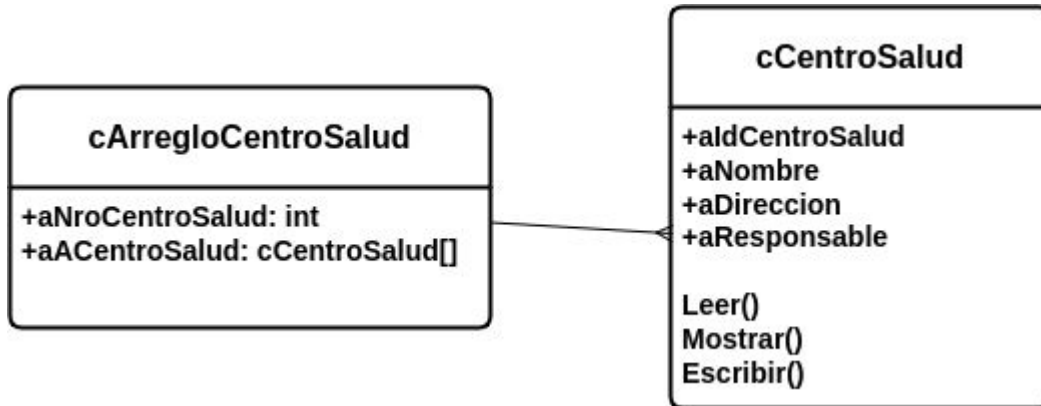 cArregloCentroSalud
+aNroCentroSalud: int
+aACentroSalud: cCentroSalud[]
cCentroSalud
+aIdCentroSalud
+aNombre
+aDireccion
+aResponsable
Leer()
Mostrar()
Escribir()